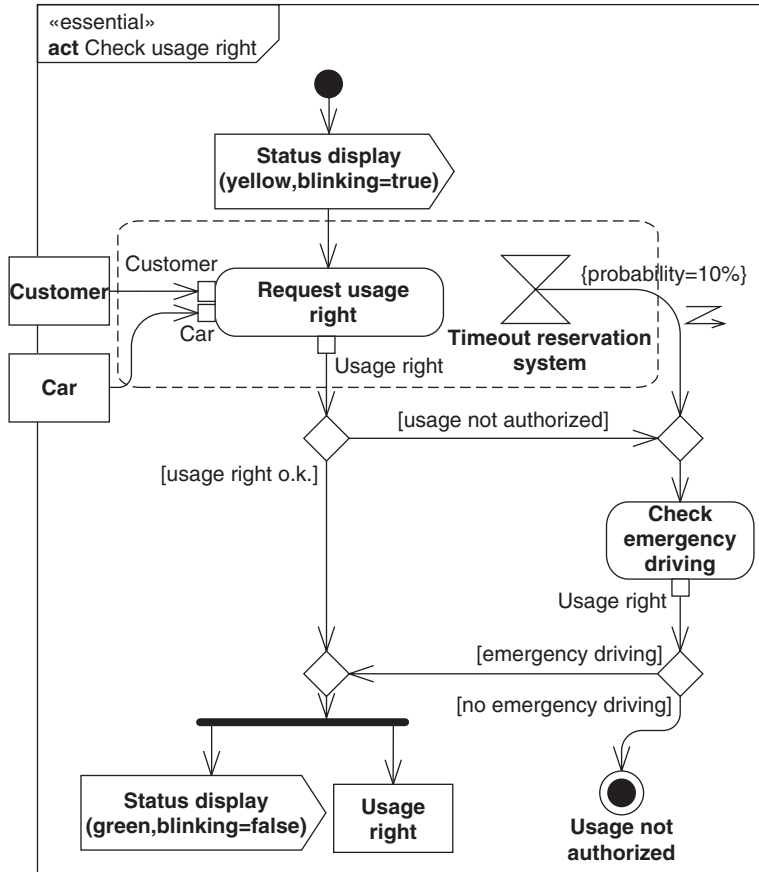 «essential»
act Check usage right
Status display
(yellow,blinking=true)
Customer
Customer
Request usage
right
{probability=10%}
Car
Timeout reservation
system
Usage right
Car
[usage not authorized]
[usage right o.k.]
Check
emergency
driving
Usage right
[emergency driving]
[no emergency driving]
Status display
(green,blinking=false)
Usage
right
Usage not
authorized